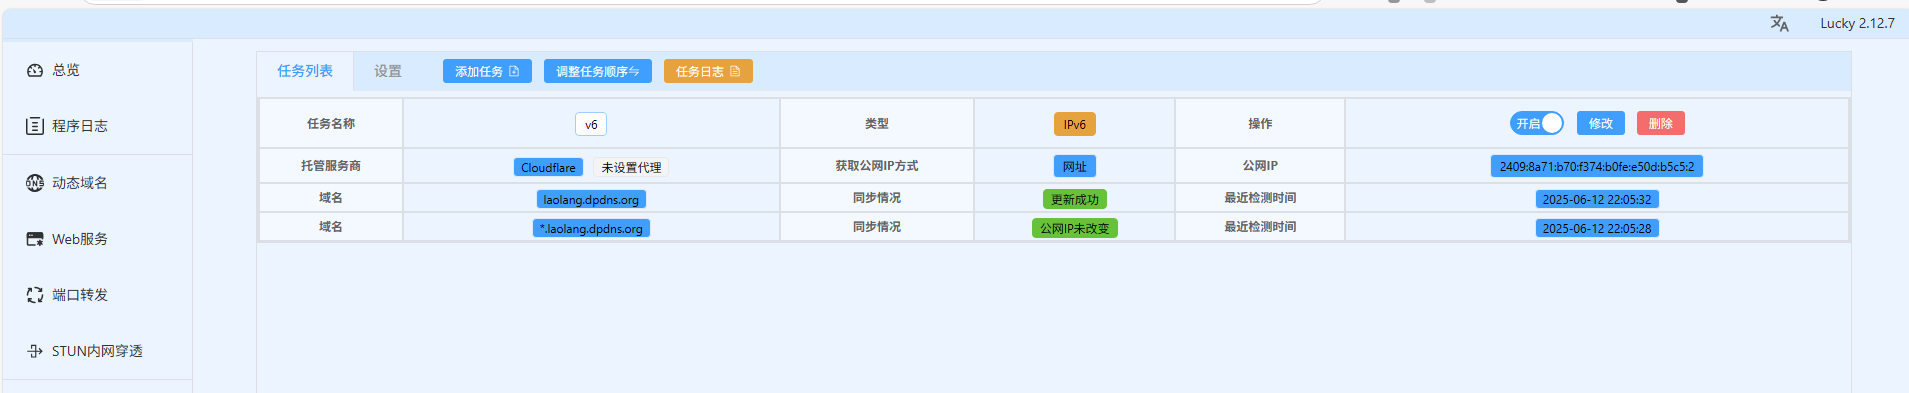 Lucky 2.12.7
总览
程序日志
动态域名
Web服务
端口转发
STUN内网穿透
任务列表 设置 添加任务 调整任务顺序 任务日志
任务名称 v6 类型 IPv6 操作 开启 修改 删除
托管服务商 Cloudflare 未设置代理 获取公网IP方式 网址 公网IP 2409:8a71:b70:f374:b0fe:e50d:b5c5:2
域名 laolang.dpdns.org 同步情况 更新成功 最近检测时间 2025-06-12 22:05:32
域名 *.laolang.dpdns.org 同步情况 公网IP未改变 最近检测时间 2025-06-12 22:05:28